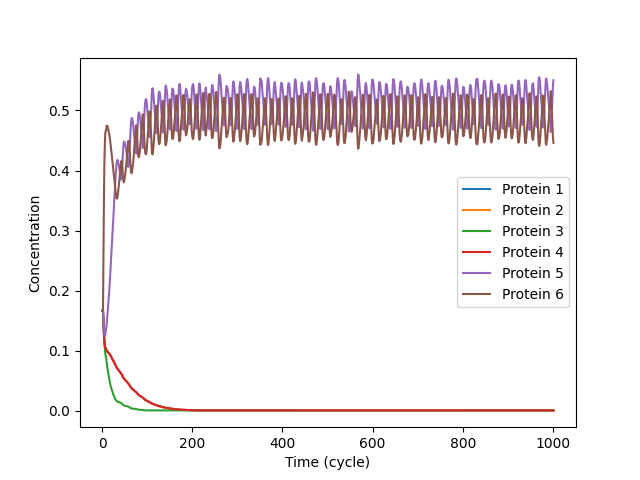 Concentration
0.5
0.4
0.3
0.2
0.1
0.0
Protein 1
Protein 2
Protein 3
Protein 4
Protein 5
Protein 6
0 200 400 600 800 1000
Time (cycle)